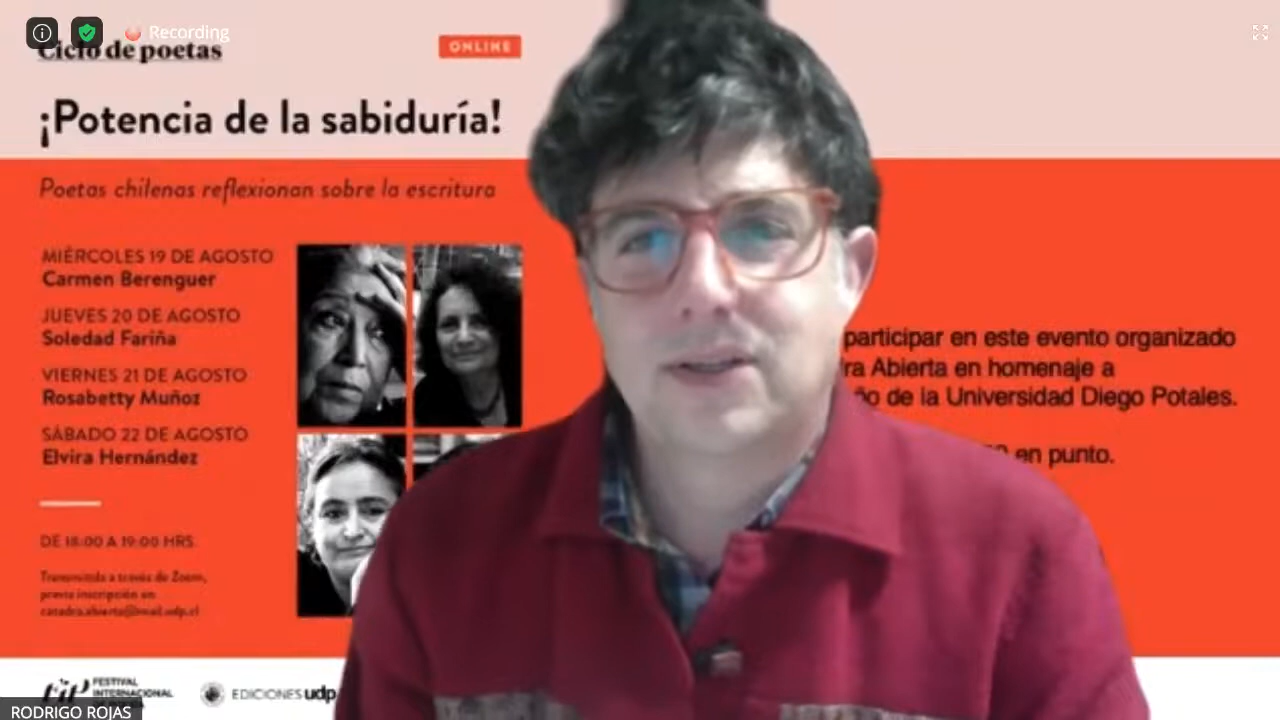 Recording
Ciclo de poetas
ONLINE
¡Potencia de la sabiduría!
Poetas chilenas reflexionan sobre la escritura
MIÉRCOLES 19 DE AGOSTO
Carmen Berenguer
JUEVES 20 DE AGOSTO
Soledad Fariña
VIERNES 21 DE AGOSTO
Rosabetty Muñoz
SÁBADO 22 DE AGOSTO
Elvira Hernández
DE 18:00 A 19:00 HRS.
Transmitida a través de Zoom,
previa inscripción en
catedra.abierta@mail.udp.cl
participar en este evento organizado
ra Abierta en homenaje a
ño de la Universidad Diego Potales.
en punto.
FESTIVAL
INTERNACIONAL
EDICIONES udp
RODRIGO ROJAS